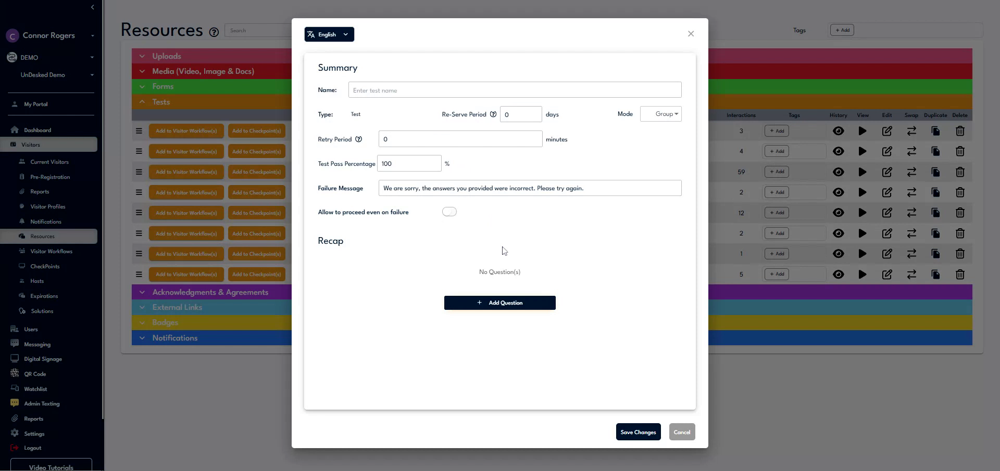 C Connor Rogers
DEMO
UnDesked Demo
My Portal
Dashboard
Visitors
Current Visitors
Pre-Registration
Reports
Visitor Profiles
Notifications
Resources
Visitor Workflows
CheckPoints
Hosts
Expirations
Solutions
Users
Messaging
Digital Signage
QR Code
Watchlist
Admin Texting
Reports
Settings
Logout
Video Tutorials
Resources ? Search
Tags + Add
Uploads
Media (Video, Image & Docs)
Forms
Tests
Interactions Tags History View Edit Swap Duplicate Delete
Add to Visitor Workflow(s) Add to Checkpoint(s) 3 + Add
Add to Visitor Workflow(s) Add to Checkpoint(s) 4 + Add
Add to Visitor Workflow(s) Add to Checkpoint(s) 59 + Add
Add to Visitor Workflow(s) Add to Checkpoint(s) 2 + Add
Add to Visitor Workflow(s) Add to Checkpoint(s) 12 + Add
Add to Visitor Workflow(s) Add to Checkpoint(s) 2 + Add
Add to Visitor Workflow(s) Add to Checkpoint(s) 1 + Add
Add to Visitor Workflow(s) Add to Checkpoint(s) 5 + Add
Acknowledgments & Agreements
External Links
Badges
Notifications
English
Summary
Name: Enter test name
Type: Test Re-Serve Period ? 0 days Mode Group
Retry Period ? 0 minutes
Test Pass Percentage 100 %
Failure Message We are sorry, the answers you provided were incorrect. Please try again.
Allow to proceed even on failure
Recap
No Question(s)
+ Add Question
Save Changes Cancel